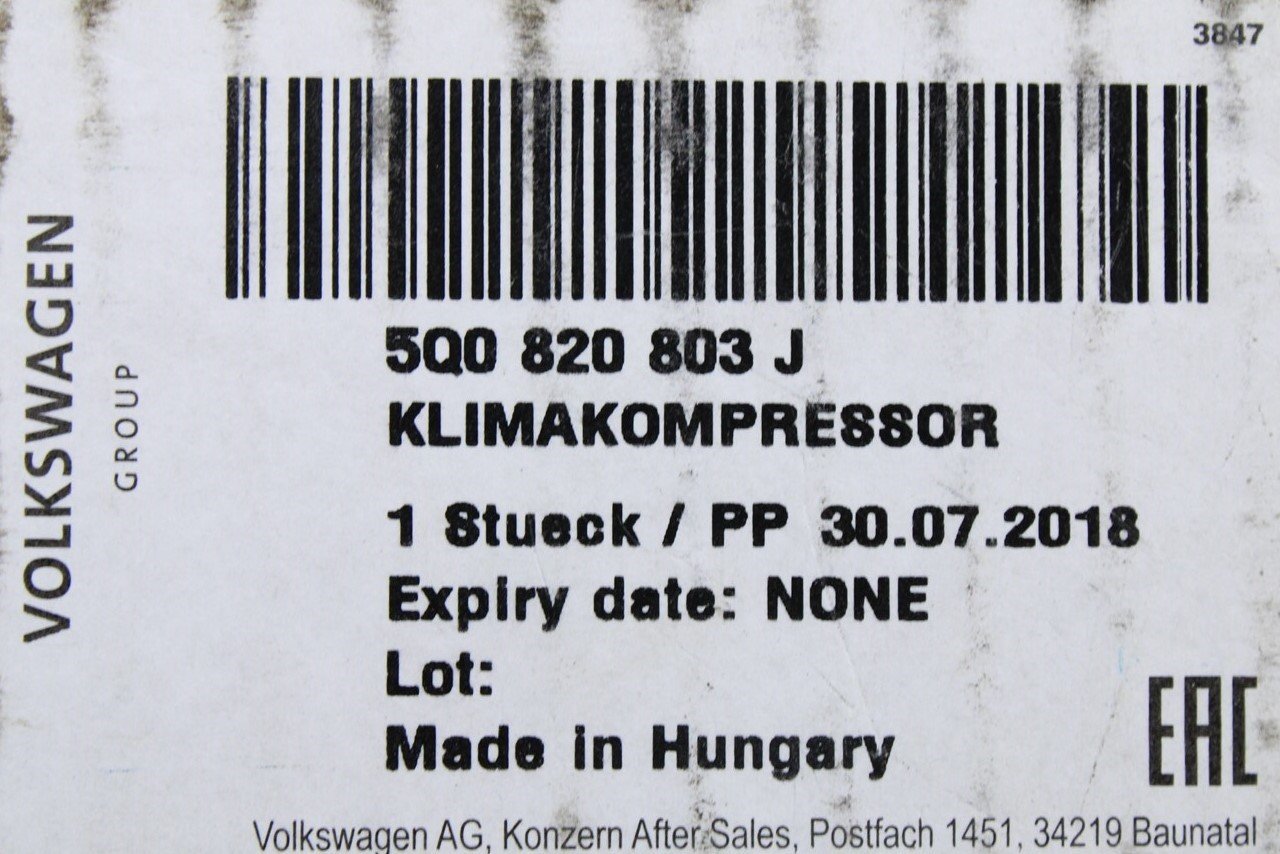 3847
VOLKSWAGEN
GROUP
5Q0 820 803 J
KLIMAKOMPRESSOR
1 Stueck / PP 30.07.2018
Expiry date: NONE
Lot:
Made in Hungary
EAC
Volkswagen AG, Konzern After Sales, Postfach 1451, 34219 Baunatal